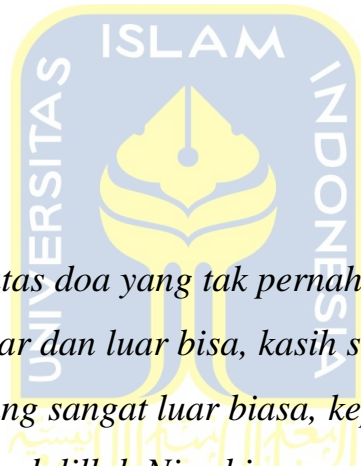 UNIVERSITAS ISLAM INDONESIA
tas doa yang tak pernah
ar dan luar bisa, kasih s
ng sangat luar biasa, ke